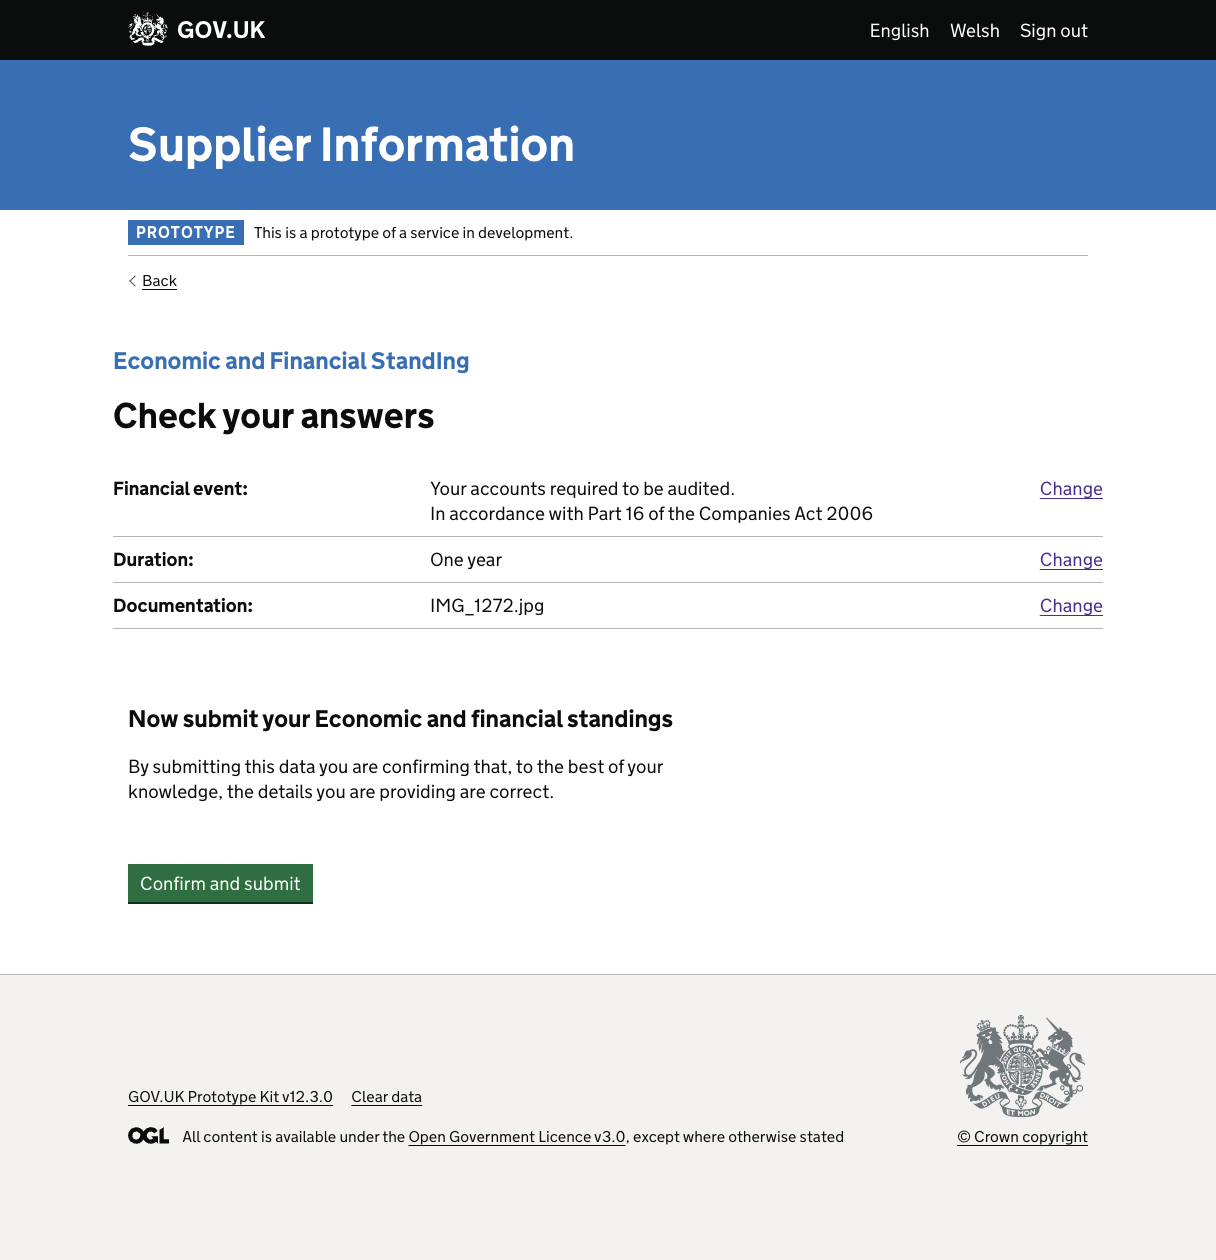 GOV.UK
English Welsh Sign out
Supplier Information
PROTOTYPE This is a prototype of a service in development.
Back
Economic and Financial StandIng
Check your answers
Financial event: Your accounts required to be audited. Change
In accordance with Part 16 of the Companies Act 2006
Duration: One year Change
Documentation: IMG_1272.jpg Change
Now submit your Economic and financial standings
By submitting this data you are confirming that, to the best of your
knowledge, the details you are providing are correct.
Confirm and submit
GOV.UK Prototype Kit v12.3.0 Clear data
OGL All content is available under the Open Government Licence v3.0, except where otherwise stated
DIEU ET MON DROIT
© Crown copyright